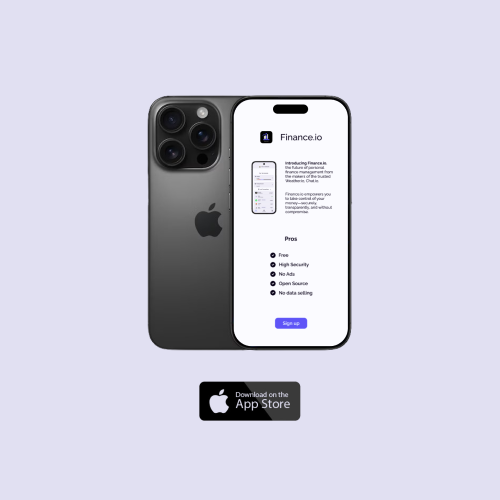 Finance.io
Introducing Finance.io,
the future of personal
finance management from
the makers of the trusted
Weather.io, Chat.io
Finance.io empowers you
to take control of your
money—securely,
transparently, and without
compromise.
Pros
Free
High Security
No Ads
Open Source
No data selling
Sign up
Download on the
App Store